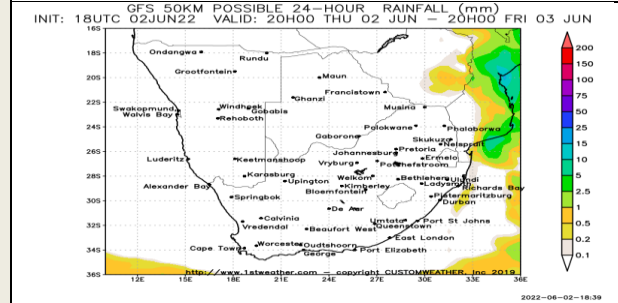 GFS 50KM POSSIBLE 24-HOUR RAINFALL (mm)
INIT: 18UTC 02JUN22 VALID: 20H00 THU 02 JUN – 20H00 FRI 03 JUN
16S
18S
20S
22S
24S
26S
28S
30S
32S
34S
36S
Ondangwa
Rundu
Grootfontein
Maun
Francistown
Ghanzi
Musina
Swakopmund
Windhoek
Gobabis
Walvis Bay
Rehoboth
Polokwane
Phalaborwa
Gaborone
Skukuza
Nelspruit
Johannesburg
Pretoria
Luderitz
Keetmanshoop
Vryburg
Potchefstroom
Ermelo
Karasburg
Upington
Welkom
Bethlehem
Ulundi
Alexander Bay
Kimberley
Ladysmith
Richards Bay
Bloemfontein
Springbok
Pietermaritzburg
Durban
De Aar
Calvinia
Umtata
Port St Johns
Vredendal
Beaufort West
Queenstown
East London
Cape Town
Worcester
Oudtshoorn
George
Port Elizabeth
http://www.1stweather.com – copyright CUSTOMWEATHER, Inc 2019
12E
15E
18E
21E
24E
27E
30E
33E
36E
200
150
100
75
50
25
15
10
5
2.5
1
0.5
0.2
0.1
2022-06-02-18:39